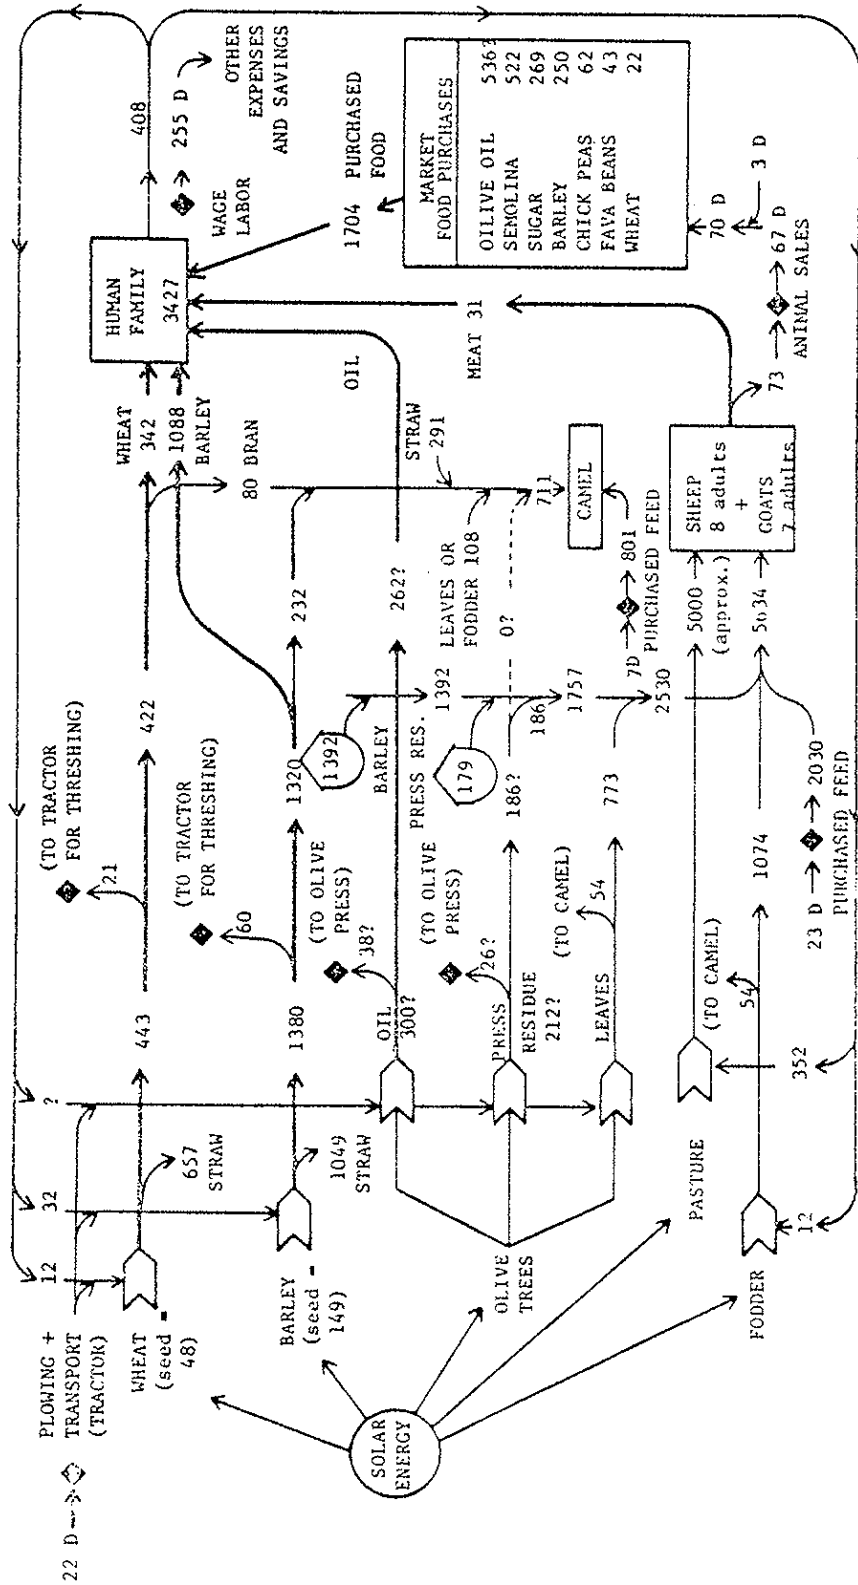 22 D
PLOWING +
TRANSPORT
(TRACTOR)
12
32
?
WHEAT
(seed -
48)
657
STRAW
443
21
(TO TRACTOR
FOR THRESHING)
422
WHEAT
342
80 BRAN
HUMAN
FAMILY
3427
408
255 D
WAGE
LABOR
OTHER
EXPENSES
AND SAVINGS
BARLEY
(seed -
149)
1049
STRAW
1380
60
(TO TRACTOR
FOR THRESHING)
1320
1088
BARLEY
232
STRAW
291
1392
BARLEY
1392
SOLAR
ENERGY
OLIVE
TREES
OIL
300?
38?
(TO OLIVE
PRESS)
262?
OIL
1704 PURCHASED
FOOD
PRESS
RESIDUE
212?
26?
(TO OLIVE
PRESS)
186?
PRESS RES.
179
186
0?
1757
LEAVES OR
FODDER 108
711
CAMEL
LEAVES
54
(TO CAMEL)
773
2530
7D
801
PURCHASED FEED
MEAT 31
MARKET
FOOD PURCHASES
OILIVE OIL 536?
SEMOLINA 522
SUGAR 269
BARLEY 250
CHICK PEAS 62
FAVA BEANS 43
WHEAT 22
70 D
3 D
PASTURE
352
5000
(approx.)
SHEEP
8 adults
+
GOATS
7 adults
73
67 D
ANIMAL SALES
FODDER
12
54
(TO CAMEL)
1074
5634
23 D
2030
PURCHASED FEED